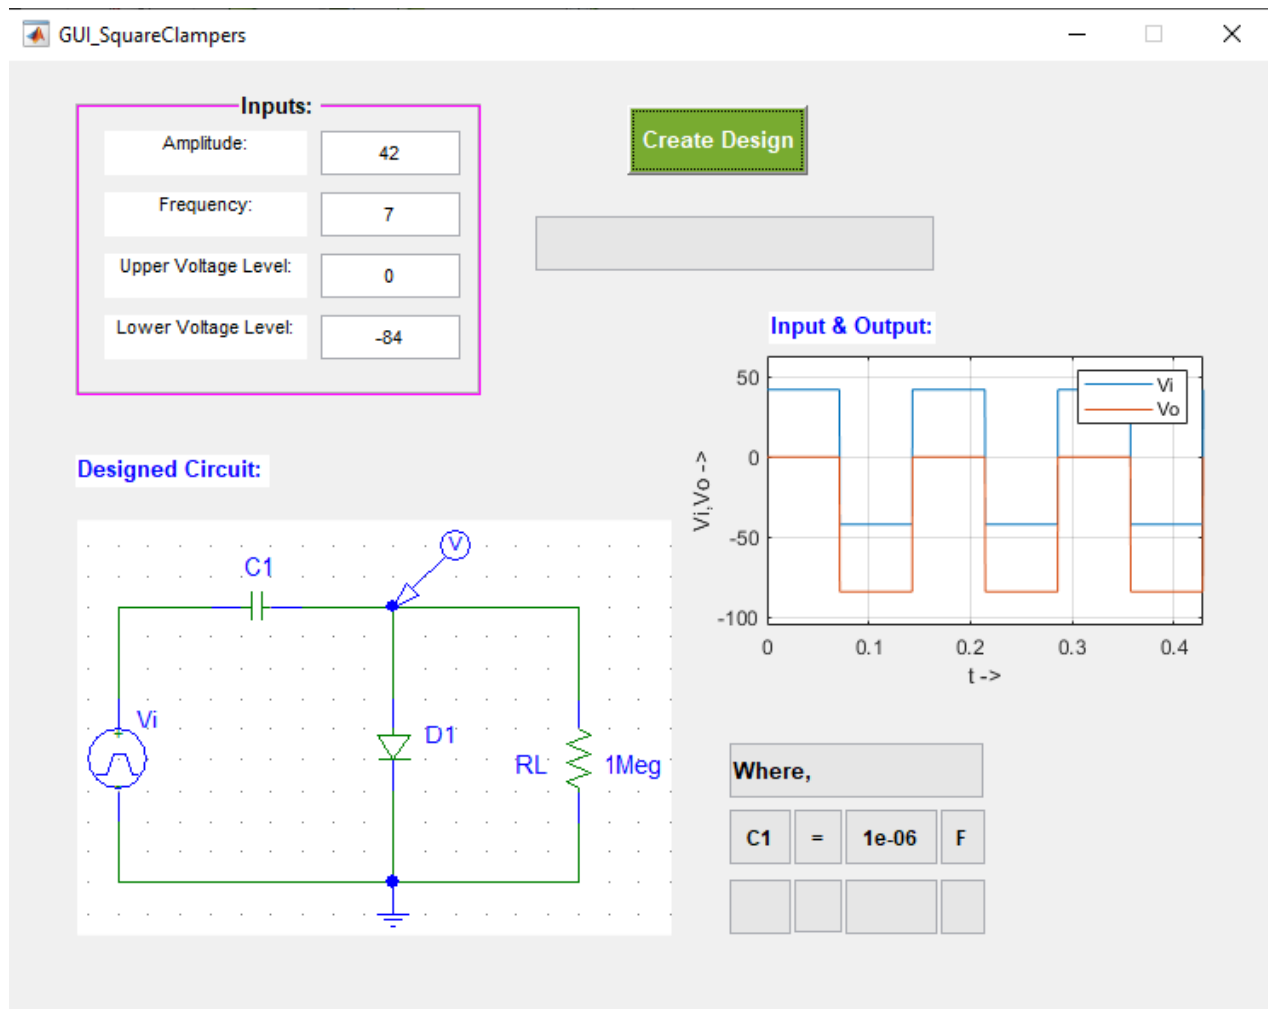 GUI_SquareClampers
Inputs:
Amplitude: 42
Frequency: 7
Upper Voltage Level: 0
Lower Voltage Level: -84
Create Design
Input & Output:
50
0
-50
-100
Vi,Vo ->
0 0.1 0.2 0.3 0.4
t ->
Vi
Vo
Designed Circuit:
V
C1
Vi
D1
RL 1Meg
Where,
C1 = 1e-06 F